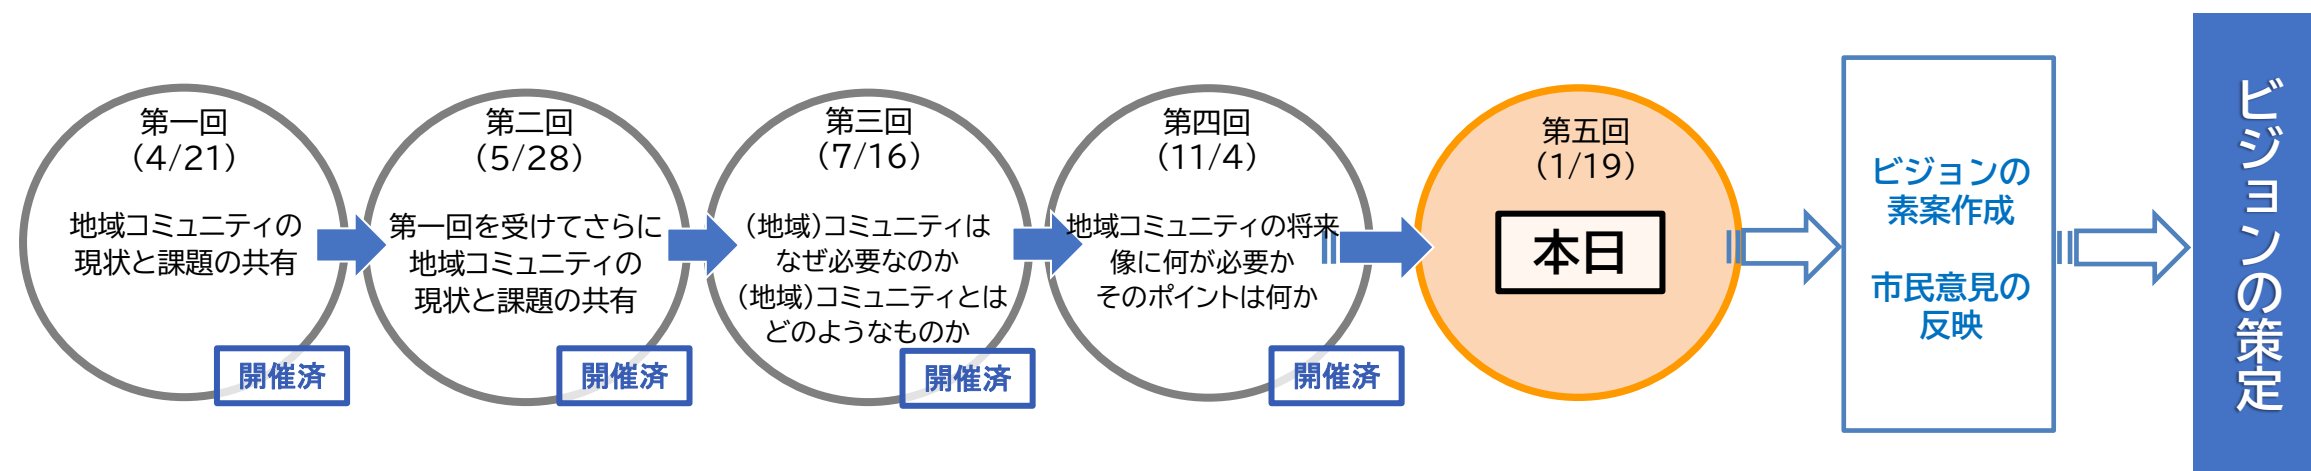 第一回
（4/21）
地域コミュニティの
現状と課題の共有
開催済
第二回
（5/28）
第一回を受けてさらに
地域コミュニティの
現状と課題の共有
開催済
第三回
（7/16）
（地域）コミュニティは
なぜ必要なのか
（地域）コミュニティとは
どのようなものか
開催済
第四回
（11/4）
地域コミュニティの将来
像に何が必要か
そのポイントは何か
開催済
第五回
（1/19）
本日
ビジョンの
素案作成
市民意見の
反映
ビジョンの策定